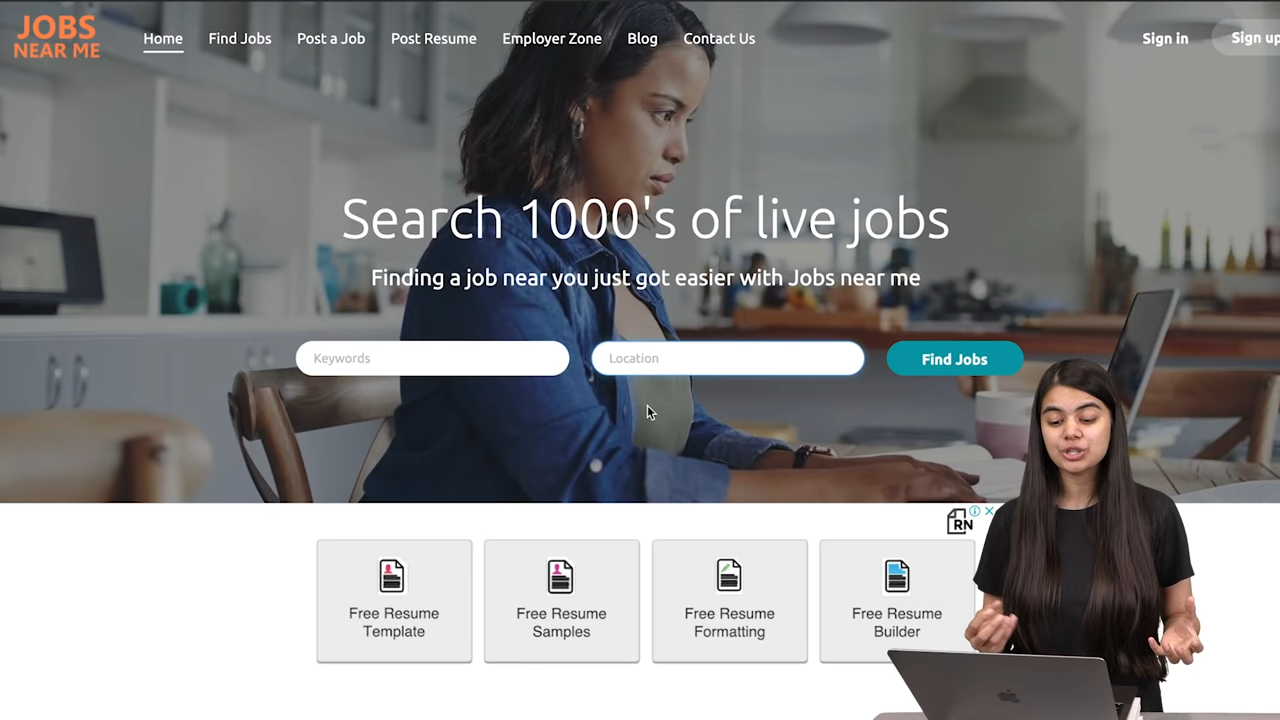 JOBS
NEAR ME
Home
Find Jobs
Post a Job
Post Resume
Employer Zone
Blog
Contact Us
Sign in
Sign up
Search 1000's of live jobs
Finding a job near you just got easier with Jobs near me
Keywords
Location
Find Jobs
RN
Free Resume
Template
Free Resume
Samples
Free Resume
Formatting
Free Resume
Builder